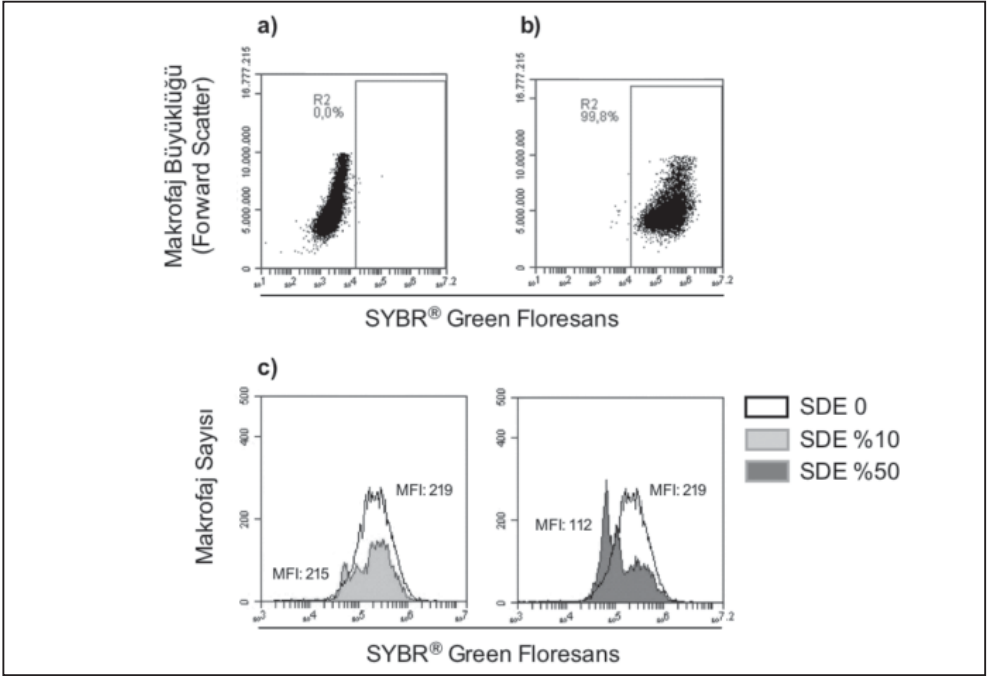 a)
b)
Makrofaj Büyüklüğü
(Forward Scatter)
16.777.215
10.000.000
5.000.000
0
R2
0,0%
16.777.215
10.000.000
5.000.000
0
R2
99,8%
SYBR® Green Floresans
c)
Makrofaj Sayısı
500
400
200
0
MFI: 219
MFI: 215
500
400
200
0
MFI: 219
MFI: 112
SDE 0
SDE %10
SDE %50
SYBR® Green Floresans